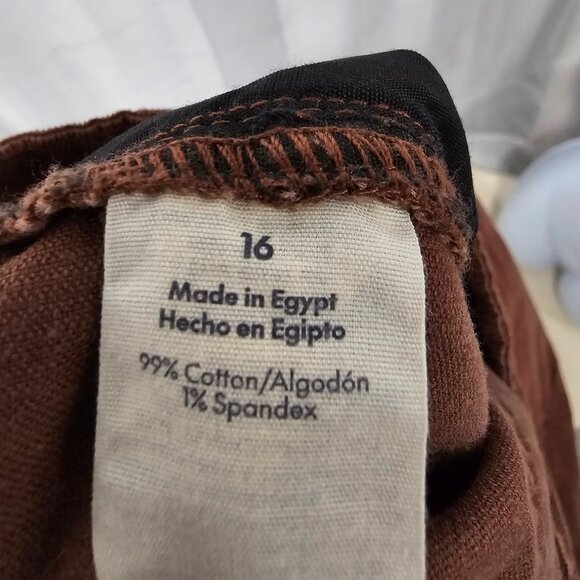 16
Made in Egypt
Hecho en Egipto
99% Cotton/Algodón
1% Spandex